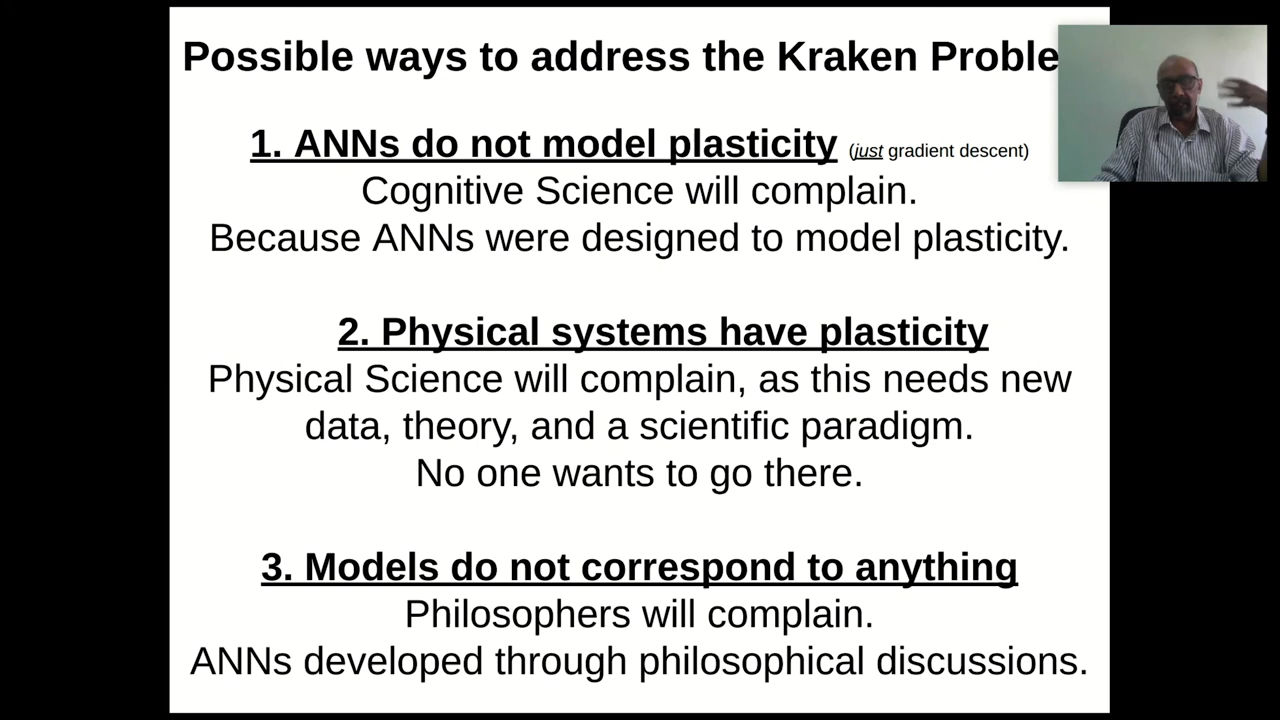 Possible ways to address the Kraken Proble
1. ANNs do not model plasticity (just gradient descent)
Cognitive Science will complain.
Because ANNs were designed to model plasticity.
2. Physical systems have plasticity
Physical Science will complain, as this needs new
data, theory, and a scientific paradigm.
No one wants to go there.
3. Models do not correspond to anything
Philosophers will complain.
ANNs developed through philosophical discussions.